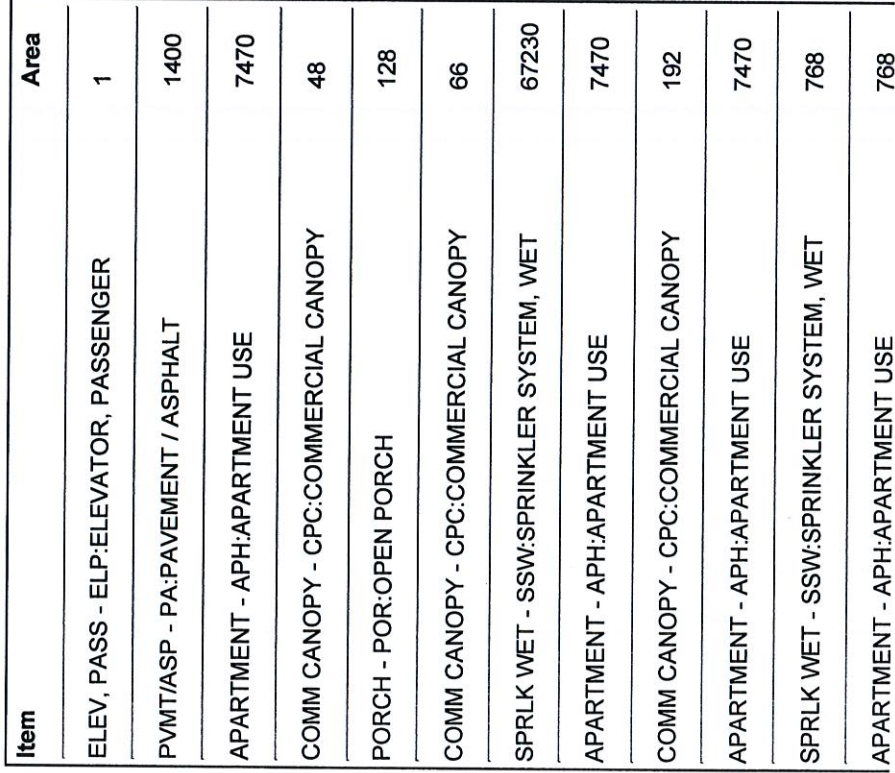 Item Area
ELEV, PASS - ELP:ELEVATOR, PASSENGER 1
PVMT/ASP - PA:PAVEMENT / ASPHALT 1400
APARTMENT - APH:APARTMENT USE 7470
COMM CANOPY - CPC:COMMERCIAL CANOPY 48
PORCH - POR:OPEN PORCH 128
COMM CANOPY - CPC:COMMERCIAL CANOPY 66
SPRLK WET - SSW:SPRINKLER SYSTEM, WET 67230
APARTMENT - APH:APARTMENT USE 7470
COMM CANOPY - CPC:COMMERCIAL CANOPY 192
APARTMENT - APH:APARTMENT USE 7470
SPRLK WET - SSW:SPRINKLER SYSTEM, WET 768
APARTMENT - APH:APARTMENT USE 768